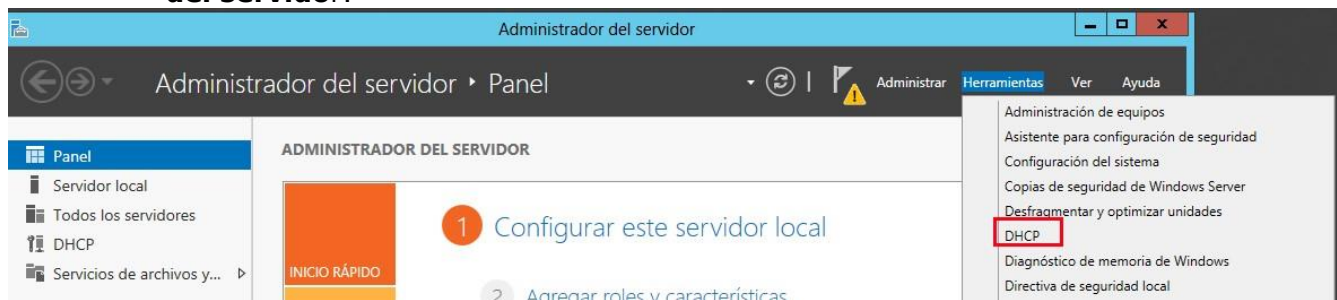 del servidor.
Administrador del servidor
Administrador del servidor ‣ Panel
Administrar Herramientas Ver Ayuda
Panel
Servidor local
Todos los servidores
DHCP
Servicios de archivos y...
ADMINISTRADOR DEL SERVIDOR
INICIO RÁPIDO
1 Configurar este servidor local
2 Agregar roles y características
Administración de equipos
Asistente para configuración de seguridad
Configuración del sistema
Copias de seguridad de Windows Server
Desfragmentar y optimizar unidades
DHCP
Diagnóstico de memoria de Windows
Directiva de seguridad local